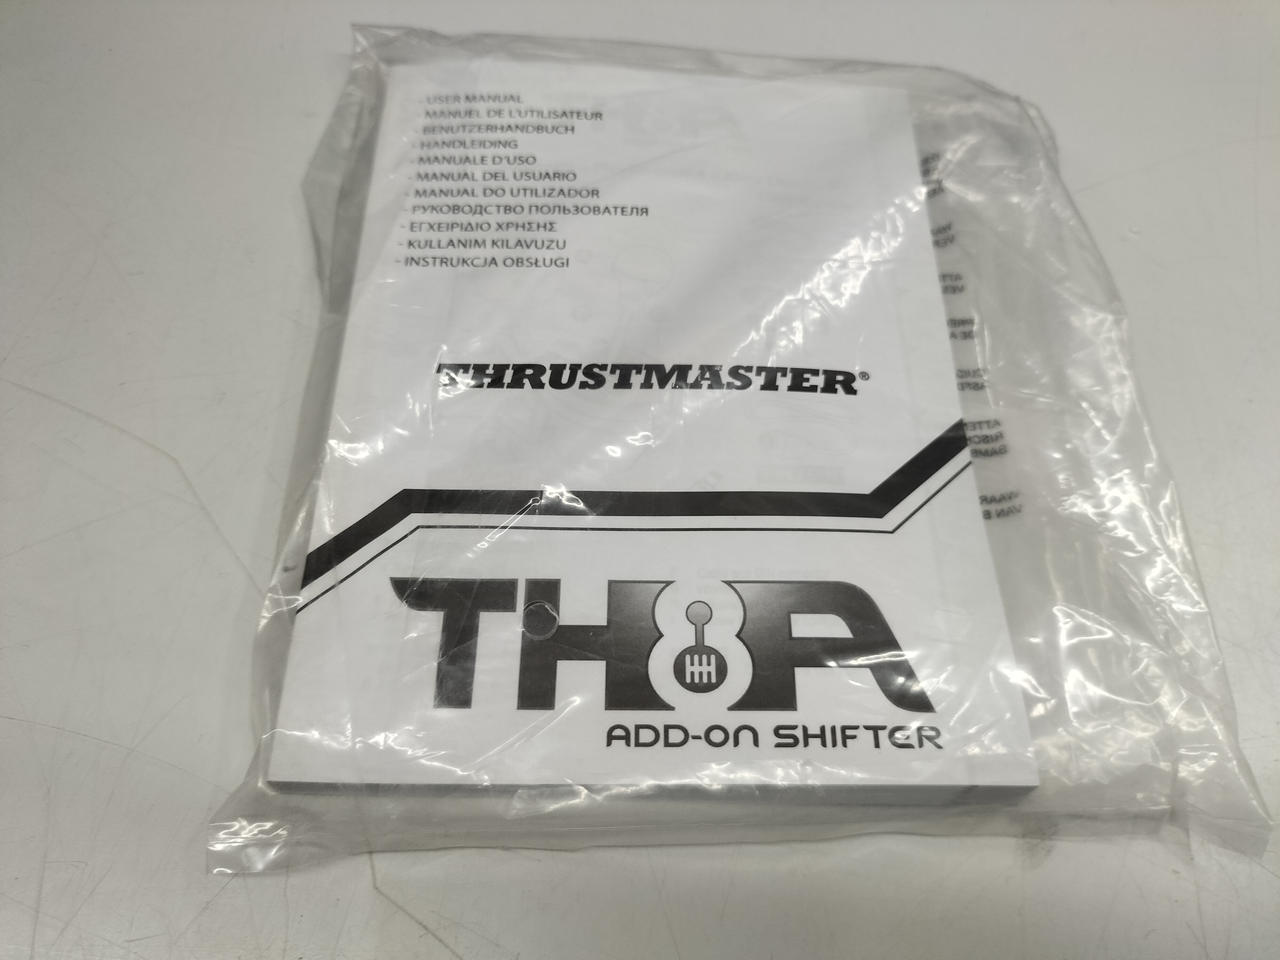 - USER MANUAL
- MANUEL DE L'UTILISATEUR
- BENUTZERHANDBUCH
- HANDLEIDING
- MANUALE D'USO
- MANUAL DEL USUARIO
- MANUAL DO UTILIZADOR
- РУКОВОДСТВО ПОЛЬЗОВАТЕЛЯ
- ΕΓΧΕΙΡΙΔΙΟ ΧΡΗΣΗΣ
- KULLANIM KILAVUZU
- INSTRUKCJA OBSŁUGI
THRUSTMASTER®
TH8A
ADD-ON SHIFTER